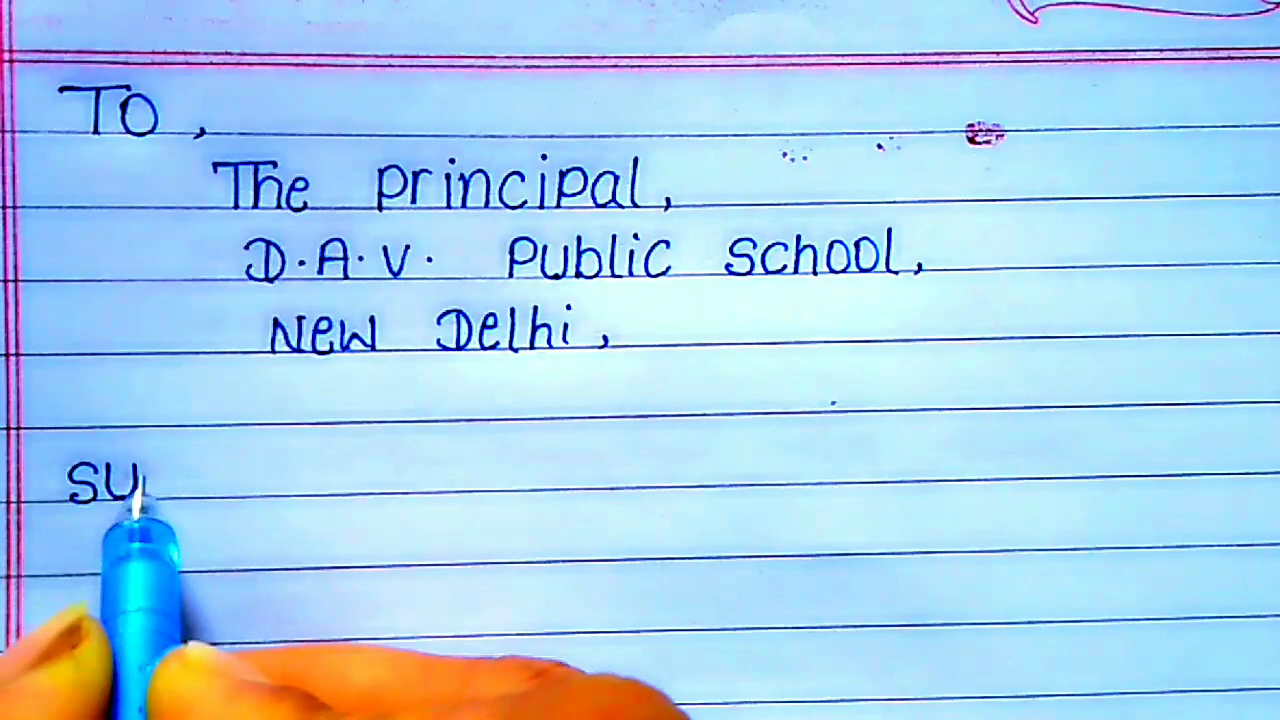 TO,
The Principal,
D.A.V. Public School,
New Delhi,
SU